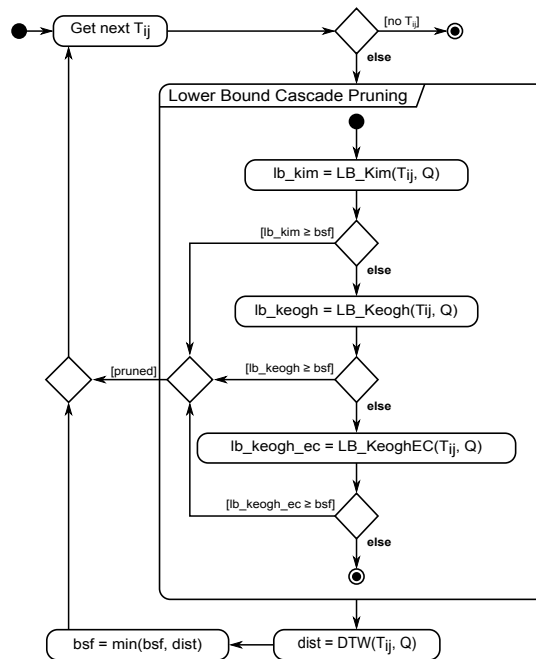 Get next Tij
[no Tij]
else
Lower Bound Cascade Pruning
lb_kim = LB_Kim(Tij, Q)
[lb_kim ≥ bsf]
else
lb_keogh = LB_Keogh(Tij, Q)
[pruned]
[lb_keogh ≥ bsf]
else
lb_keogh_ec = LB_KeoghEC(Tij, Q)
[lb_keogh_ec ≥ bsf]
else
bsf = min(bsf, dist)
dist = DTW(Tij, Q)